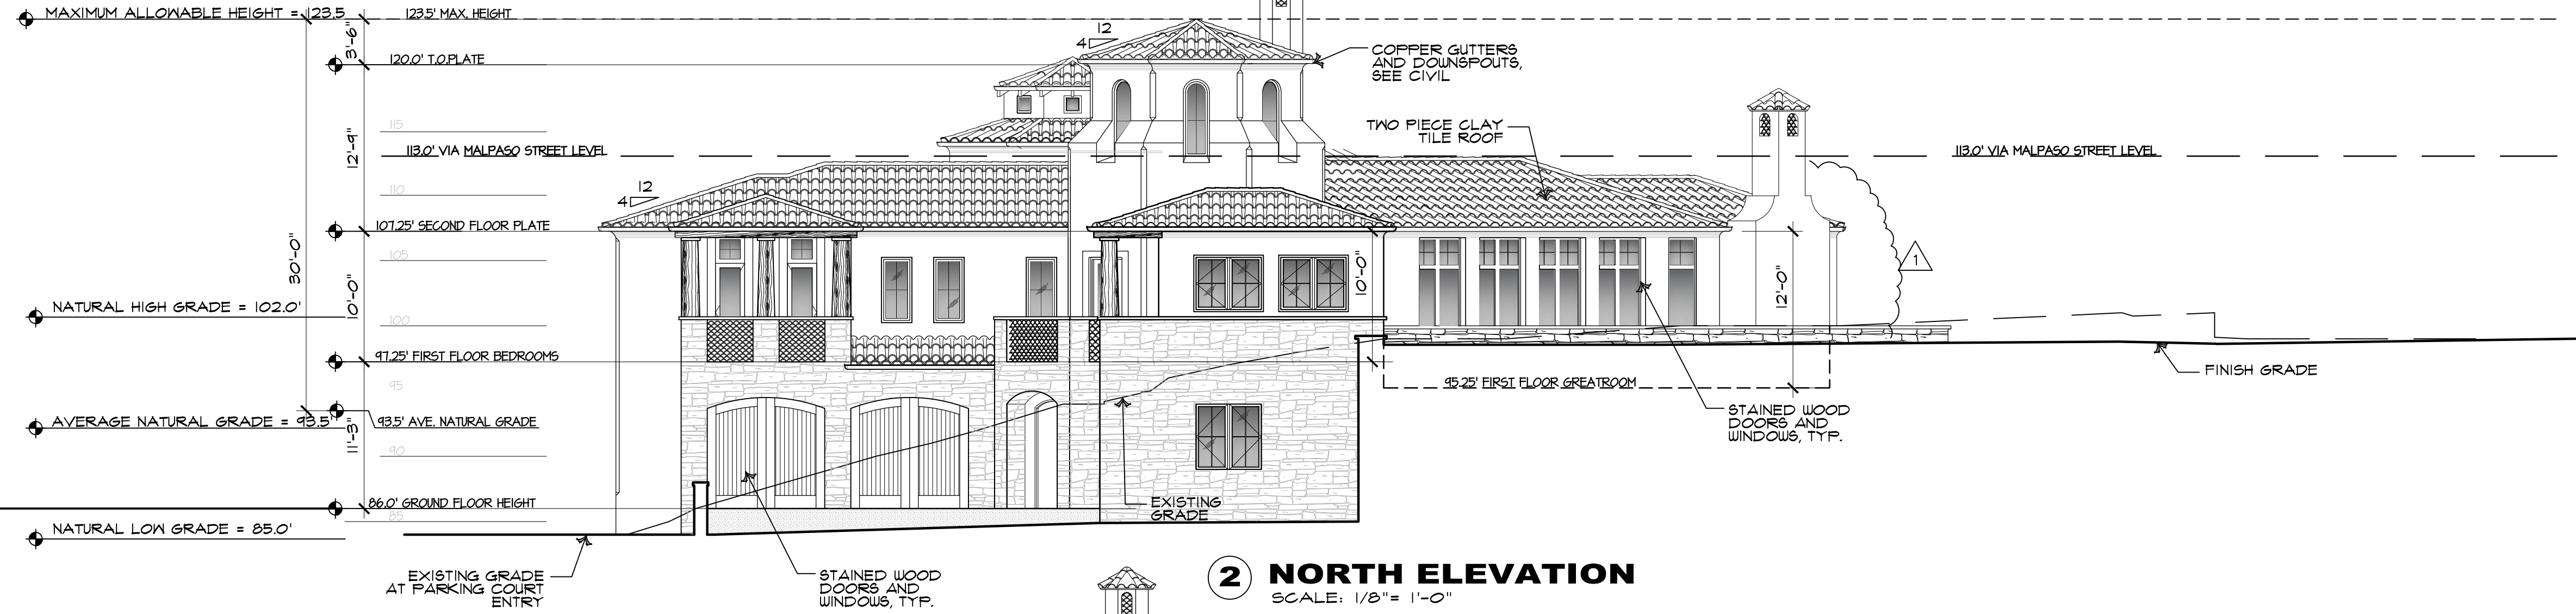 MAXIMUM ALLOWABLE HEIGHT = 123.5
123.5' MAX. HEIGHT
3'-6"
12
4
120.0' T.O.PLATE
COPPER GUTTERS
AND DOWNSPOUTS,
SEE CIVIL
115
TWO PIECE CLAY
TILE ROOF
12'-9"
113.0' VIA MALPASO STREET LEVEL
113.0' VIA MALPASO STREET LEVEL
110
12
4
107.25' SECOND FLOOR PLATE
30'-0"
105
10'-0"
10'-0"
12'-0"
1
NATURAL HIGH GRADE = 102.0'
100
97.25' FIRST FLOOR BEDROOMS
FINISH GRADE
95
95.25' FIRST FLOOR GREATROOM
AVERAGE NATURAL GRADE = 93.5'
93.5' AVE. NATURAL GRADE
STAINED WOOD
DOORS AND
WINDOWS, TYP.
11'-3"
90
86.0' GROUND FLOOR HEIGHT
EXISTING
GRADE
85
NATURAL LOW GRADE = 85.0'
EXISTING GRADE
AT PARKING COURT
ENTRY
STAINED WOOD
DOORS AND
WINDOWS, TYP.
2 NORTH ELEVATION
SCALE: 1/8"= 1'-0"